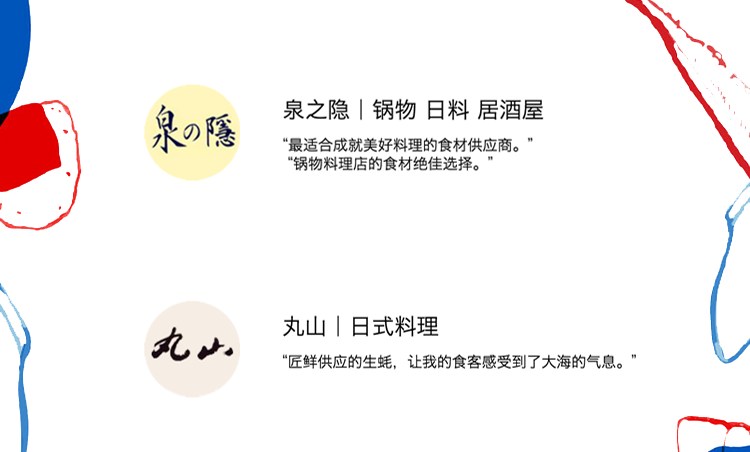 泉の隱
泉之隐｜锅物 日料 居酒屋
“最适合成就美好料理的食材供应商。”
“锅物料理店的食材绝佳选择。”
丸山
丸山｜日式料理
“匠鲜供应的生蚝，让我的食客感受到了大海的气息。”